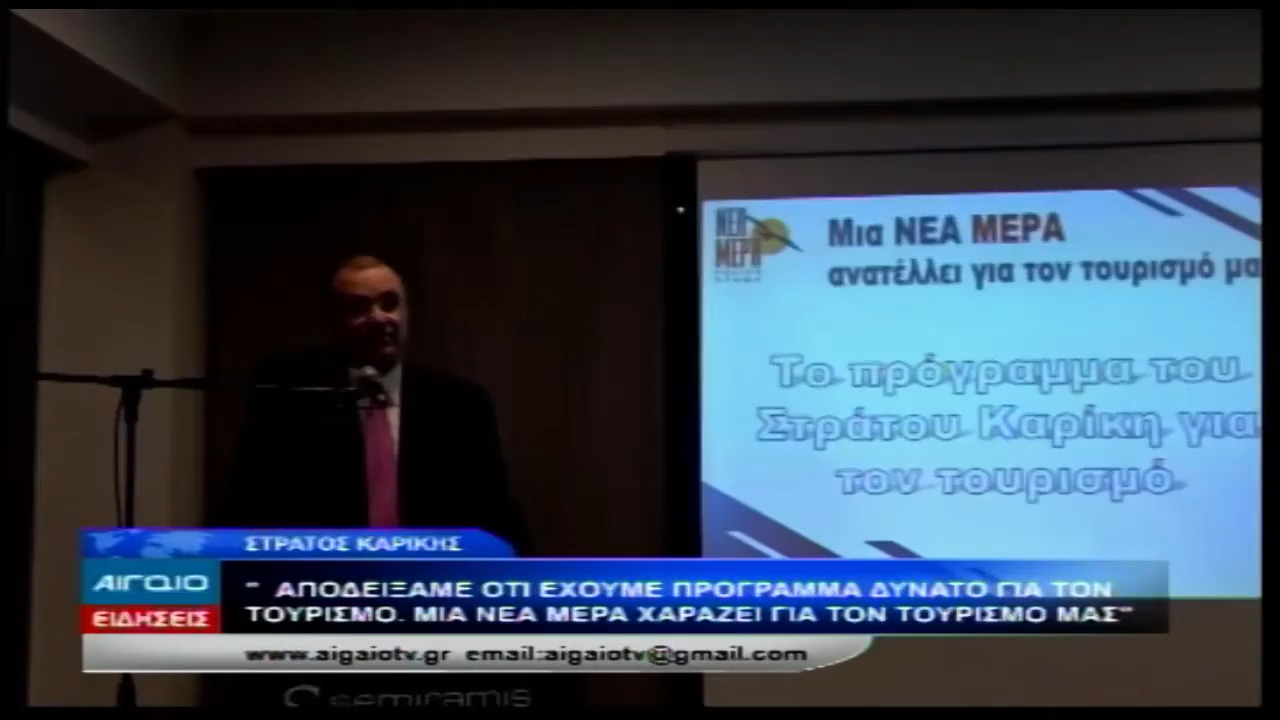 ΝΕΑ
ΜΕΡΑ
Μια ΝΕΑ ΜΕΡΑ
ανατέλλει για τον τουρισμό μα
Το πρόγραμμα του
Στράτου Καρίκη για
τον τουρισμό.
ΣΤΡΑΤΟΣ ΚΑΡΙΚΗΣ
ΑΙΓΑΙΟ
ΕΙΔΗΣΕΙΣ
" ΑΠΟΔΕΙΞΑΜΕ ΟΤΙ ΕΧΟΥΜΕ ΠΡΟΓΡΑΜΜΑ ΔΥΝΑΤΟ ΓΙΑ ΤΟΝ
ΤΟΥΡΙΣΜΟ. ΜΙΑ ΝΕΑ ΜΕΡΑ ΧΑΡΑΖΕΙ ΓΙΑ ΤΟΝ ΤΟΥΡΙΣΜΟ ΜΑΣ"
www.aigaiotv.gr email:aigaiotv@gmail.com
semiramis